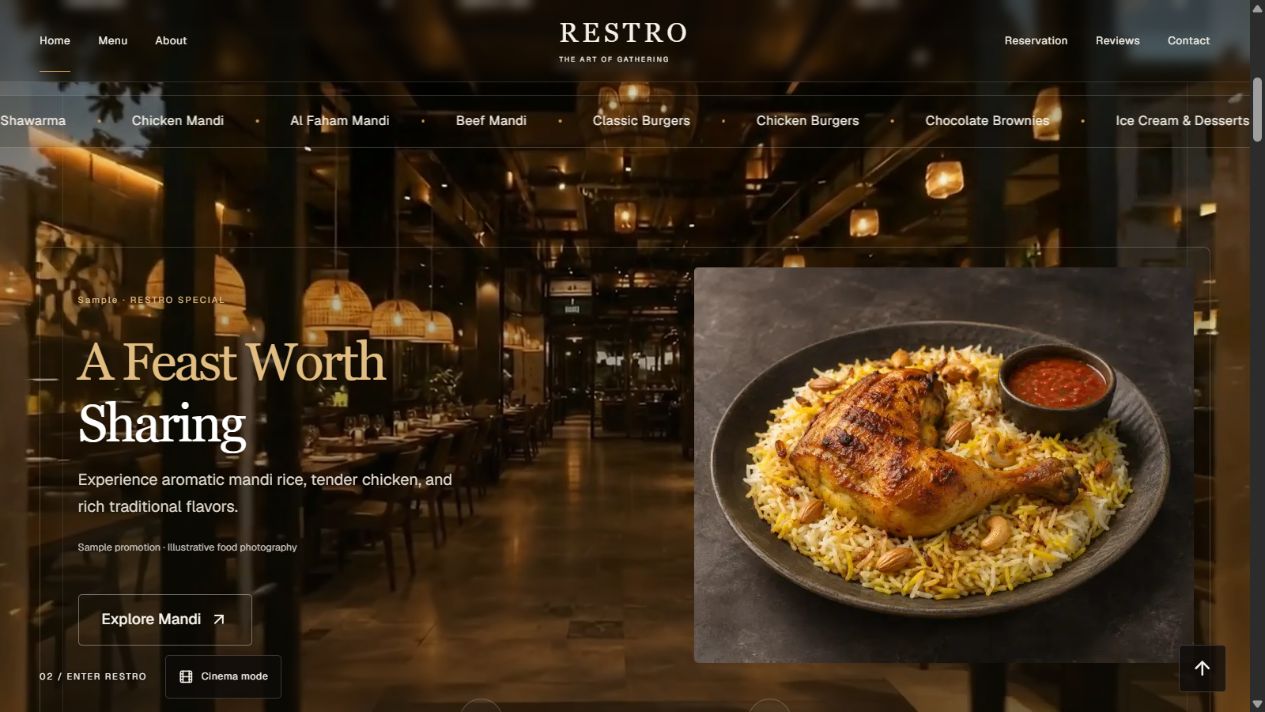 Home
Menu
About
RESTRO
THE ART OF GATHERING
Reservation
Reviews
Contact
Shawarma • Chicken Mandi • Al Faham Mandi • Beef Mandi • Classic Burgers • Chicken Burgers • Chocolate Brownies • Ice Cream & Desserts
Sample · RESTRO SPECIAL
A Feast Worth
Sharing
Experience aromatic mandi rice, tender chicken, and
rich traditional flavors.
Sample promotion · Illustrative food photography
Explore Mandi
02 / ENTER RESTRO
Cinema mode